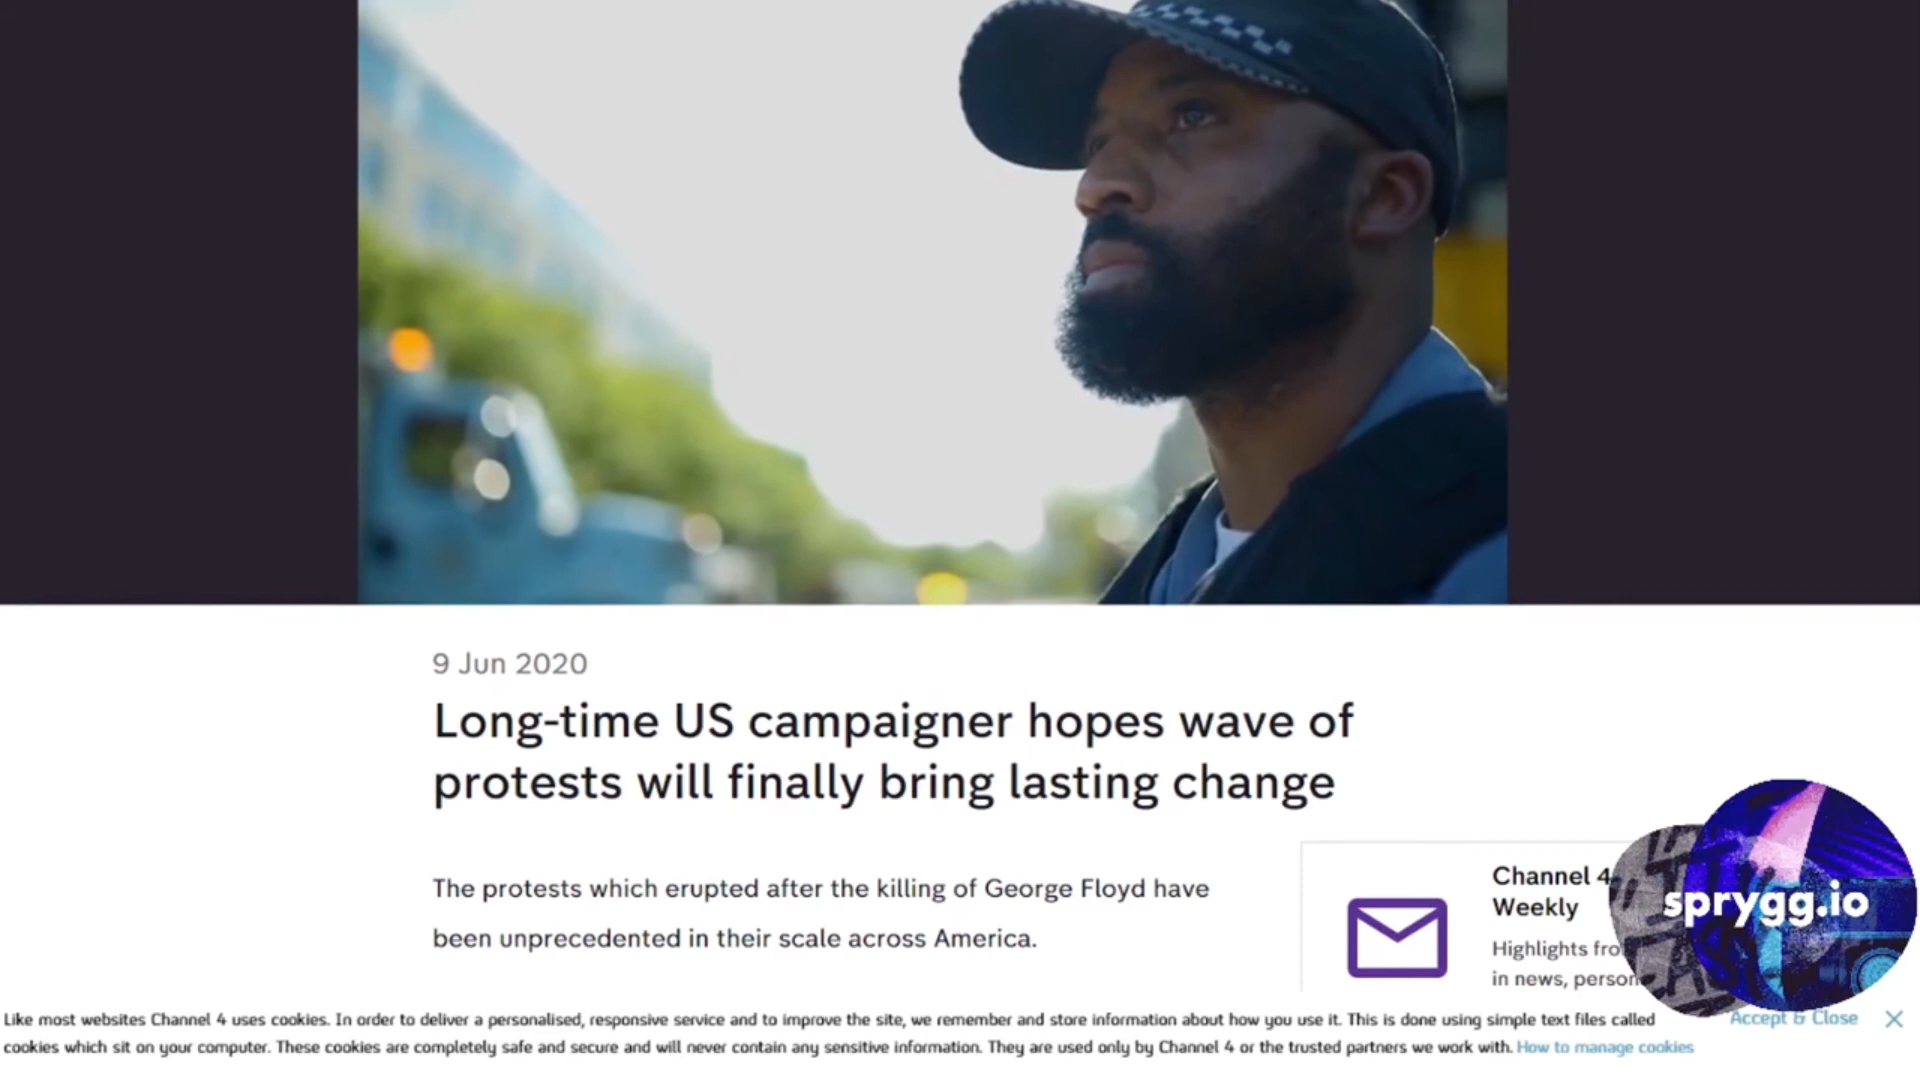 9 Jun 2020
Long-time US campaigner hopes wave of
protests will finally bring lasting change
The protests which erupted after the killing of George Floyd have
been unprecedented in their scale across America.
Channel 4
Weekly
Highlights fro
in news, person
sprygg.io
Like most websites Channel 4 uses cookies. In order to deliver a personalised, responsive service and to improve the site, we remember and store information about how you use it. This is done using simple text files called
cookies which sit on your computer. These cookies are completely safe and secure and will never contain any sensitive information. They are used only by Channel 4 or the trusted partners we work with. How to manage cookies
Accept & Close